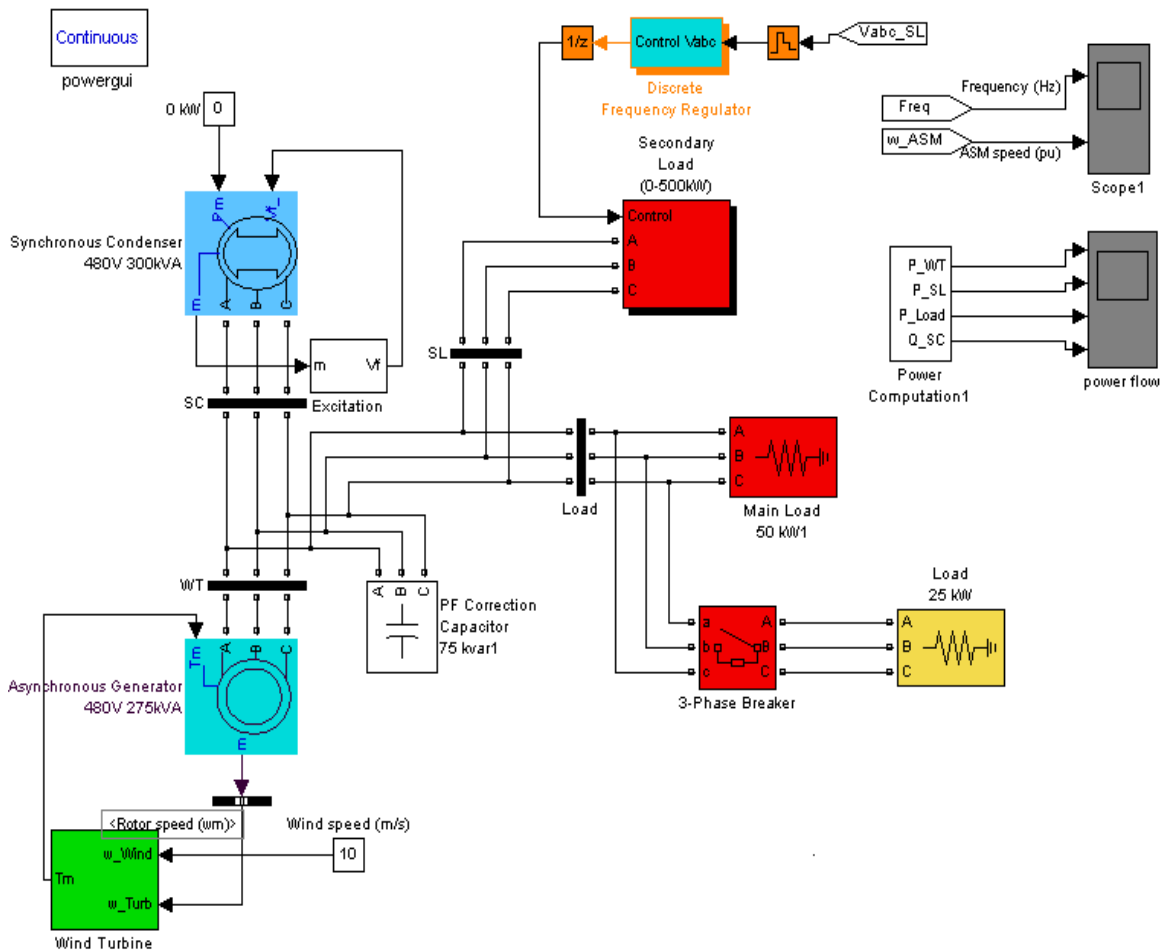 Continuous
powergui
0 kW
0
Pm
Vf_
m
A
B
C
Synchronous Condenser
480V 300kVA
m
Vf
Excitation
SC
1/z
Control Vabc
Vabc_SL
Discrete
Frequency Regulator
Secondary
Load
(0-500kW)
Control
A
B
C
SL
Freq
Frequency (Hz)
w_ASM
ASM speed (pu)
Scope1
P_WT
P_SL
P_Load
Q_SC
Power
Computation1
power flow
Load
A
B
C
Main Load
50 kW1
WT
A
B
C
PF Correction
Capacitor
75 kvar1
a
b
c
A
B
C
3-Phase Breaker
Load
25 kW
A
B
C
Tm
A
B
C
m
Asynchronous Generator
480V 275kVA
<Rotor speed (wm)>
Wind speed (m/s)
10
w_Wind
Tm
w_Turb
Wind Turbine